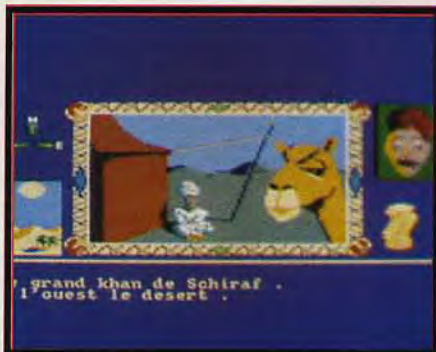 N
E
grand khan de Schiraf .
l'ouest le desert .